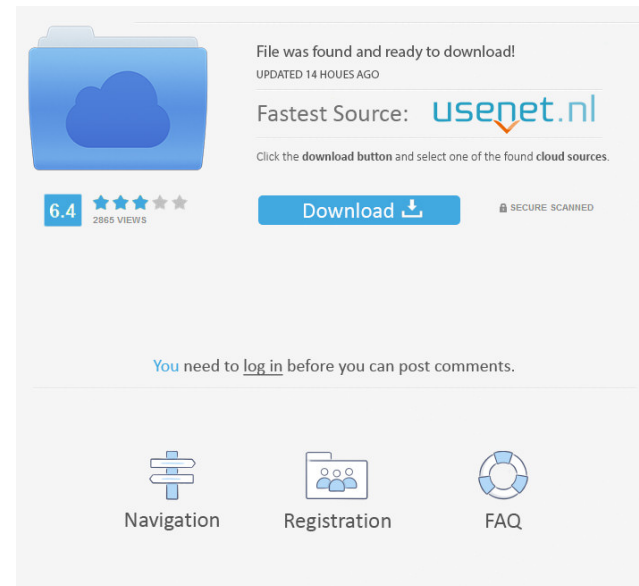 File was found and ready to download!
UPDATED 14 HOUES AGO
Fastest Source: usenet.nl
Click the download button and select one of the found cloud sources.
6.4
2865 VIEWS
Download
SECURE SCANNED
You need to log in before you can post comments.
Navigation
Registration
FAQ